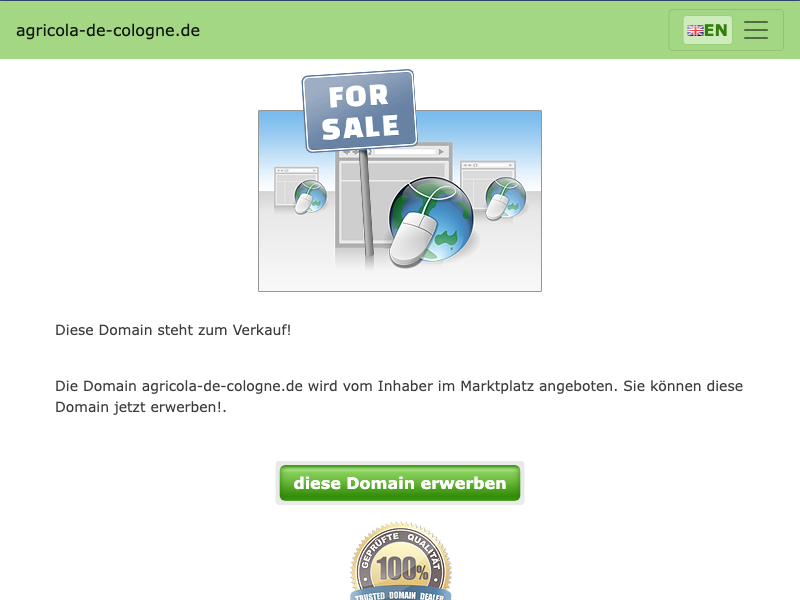 agricola-de-cologne.de
EN
FOR
SALE
Diese Domain steht zum Verkauf!
Die Domain agricola-de-cologne.de wird vom Inhaber im Marktplatz angeboten. Sie können diese
Domain jetzt erwerben!.
diese Domain erwerben
GEPRÜFTE QUALITÄT
100%
TRUSTED DOMAIN DEALER